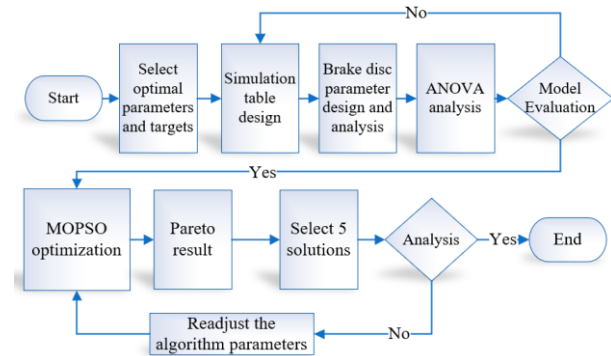 No
Start
Select
optimal
parameters
and targets
Simulation
table
design
Brake disc
parameter
design and
analysis
ANOVA
analysis
Model
Evaluation
Yes
MOPSO
optimization
Pareto
result
Select 5
solutions
Analysis
Yes
End
Readjust the
algorithm parameters
No